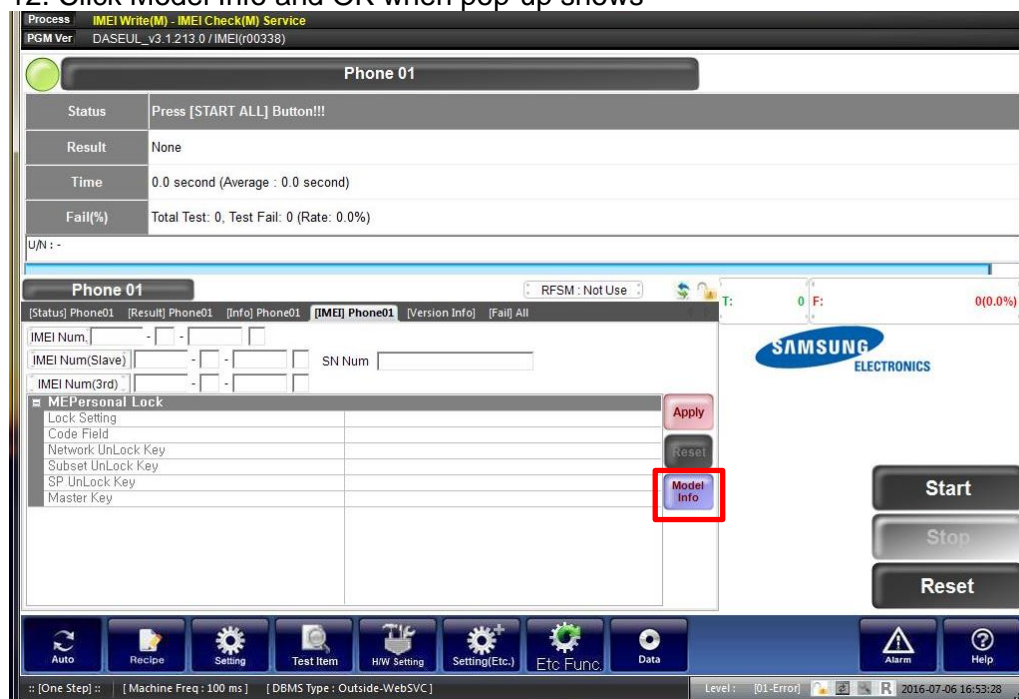 12. Click Model Info and OK when pop-up shows
Process IMEI Write(M) - IMEI Check(M) Service
PGM Ver DASEUL_v3.1.213.0 / IMEI(r00338)
Phone 01
Status Press [START ALL] Button!!!
Result None
Time 0.0 second (Average : 0.0 second)
Fail(%) Total Test: 0, Test Fail: 0 (Rate: 0.0%)
U/N : -
Phone 01 RFSM : Not Use T: 0 F: 0(0.0%)
[Status] Phone01 [Result] Phone01 [Info] Phone01 [IMEI] Phone01 [Version Info] [Fail] All
IMEI Num. - -
IMEI Num(Slave) - - SN Num
IMEI Num(3rd) - -
SAMSUNG
ELECTRONICS
MEPersonal Lock
Lock Setting
Code Field
Network UnLock Key
Subset UnLock Key
SP UnLock Key
Master Key
Apply
Reset
Model
Info
Start
Stop
Reset
Auto Recipe Setting Test Item H/W Setting Setting(Etc.) Etc Func. Data Alarm Help
:: [One Step] :: [Machine Freq : 100 ms] [DBMS Type : Outside-WebSVC] Level : [01-Error] R 2016-07-06 16:53:28